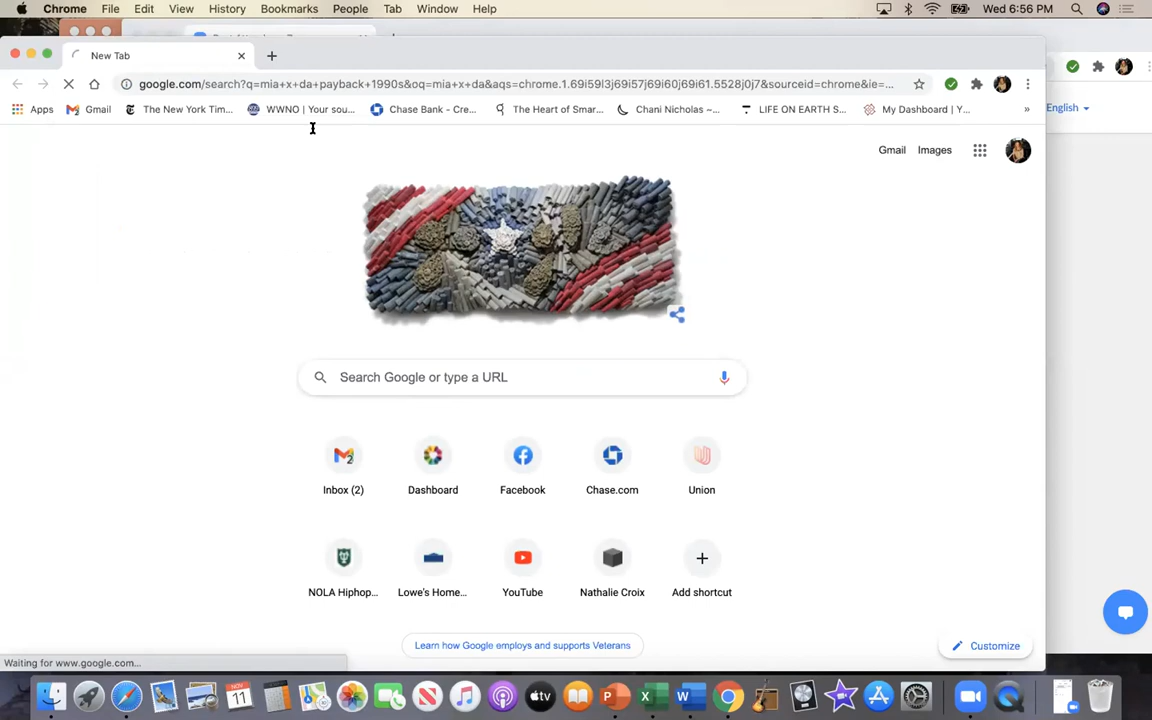 Chrome File Edit View History Bookmarks People Tab Window Help Wed 6:56 PM
New Tab
google.com/search?q=mia+x+da+payback+1990s&oq=mia+x+da&aqs=chrome.1.69i59l3j69i57j69i60j69i61.5528j0j7&sourceid=chrome&ie=...
Apps Gmail The New York Tim... WWNO | Your sou... Chase Bank - Cre... The Heart of Smar... Chani Nicholas ~... LIFE ON EARTH S... My Dashboard | Y... »
English
Gmail Images
Search Google or type a URL
Inbox (2) Dashboard Facebook Chase.com Union
NOLA Hiphop... Lowe's Home... YouTube Nathalie Croix Add shortcut
Learn how Google employs and supports Veterans
Customize
Waiting for www.google.com...
NOV
11